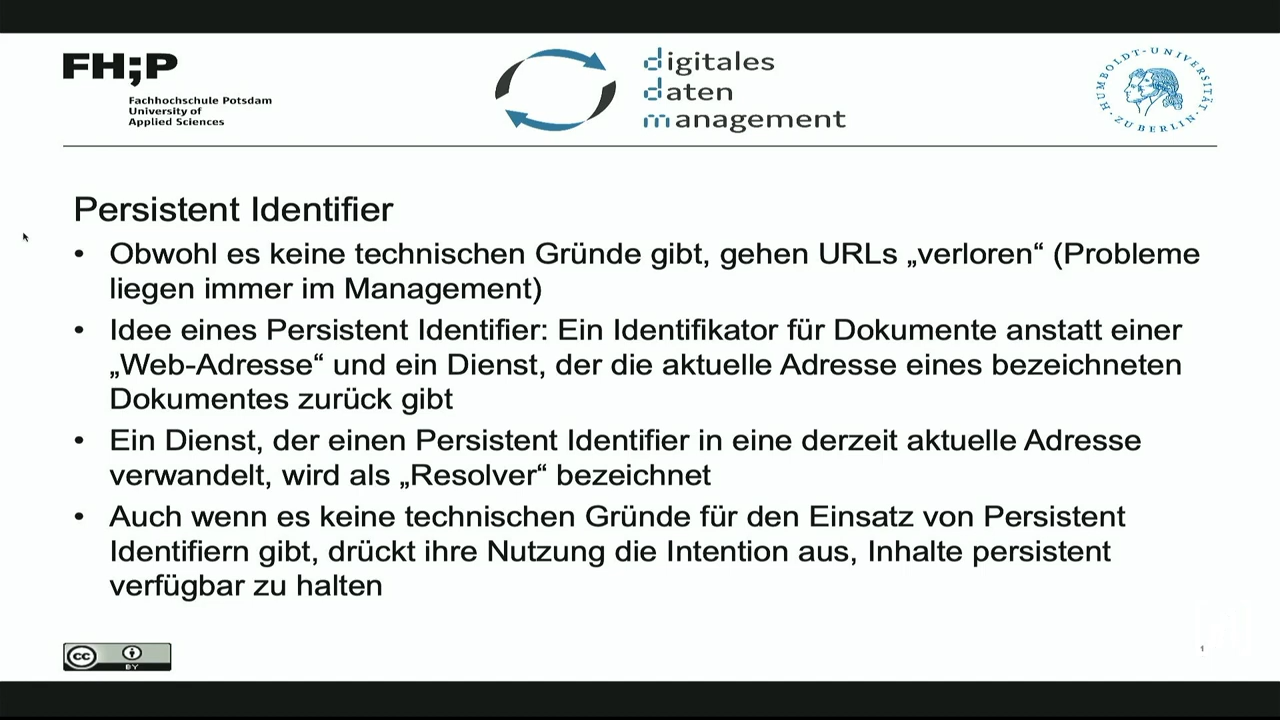 FH;P
Fachhochschule Potsdam
University of
Applied Sciences
digitales
daten
management
HUMBOLDT-UNIVERSITÄT
ZU BERLIN
Persistent Identifier
• Obwohl es keine technischen Gründe gibt, gehen URLs „verloren“ (Probleme
liegen immer im Management)
• Idee eines Persistent Identifier: Ein Identifikator für Dokumente anstatt einer
„Web-Adresse“ und ein Dienst, der die aktuelle Adresse eines bezeichneten
Dokumentes zurück gibt
• Ein Dienst, der einen Persistent Identifier in eine derzeit aktuelle Adresse
verwandelt, wird als „Resolver“ bezeichnet
• Auch wenn es keine technischen Gründe für den Einsatz von Persistent
Identifiern gibt, drückt ihre Nutzung die Intention aus, Inhalte persistent
verfügbar zu halten
cc
BY
1